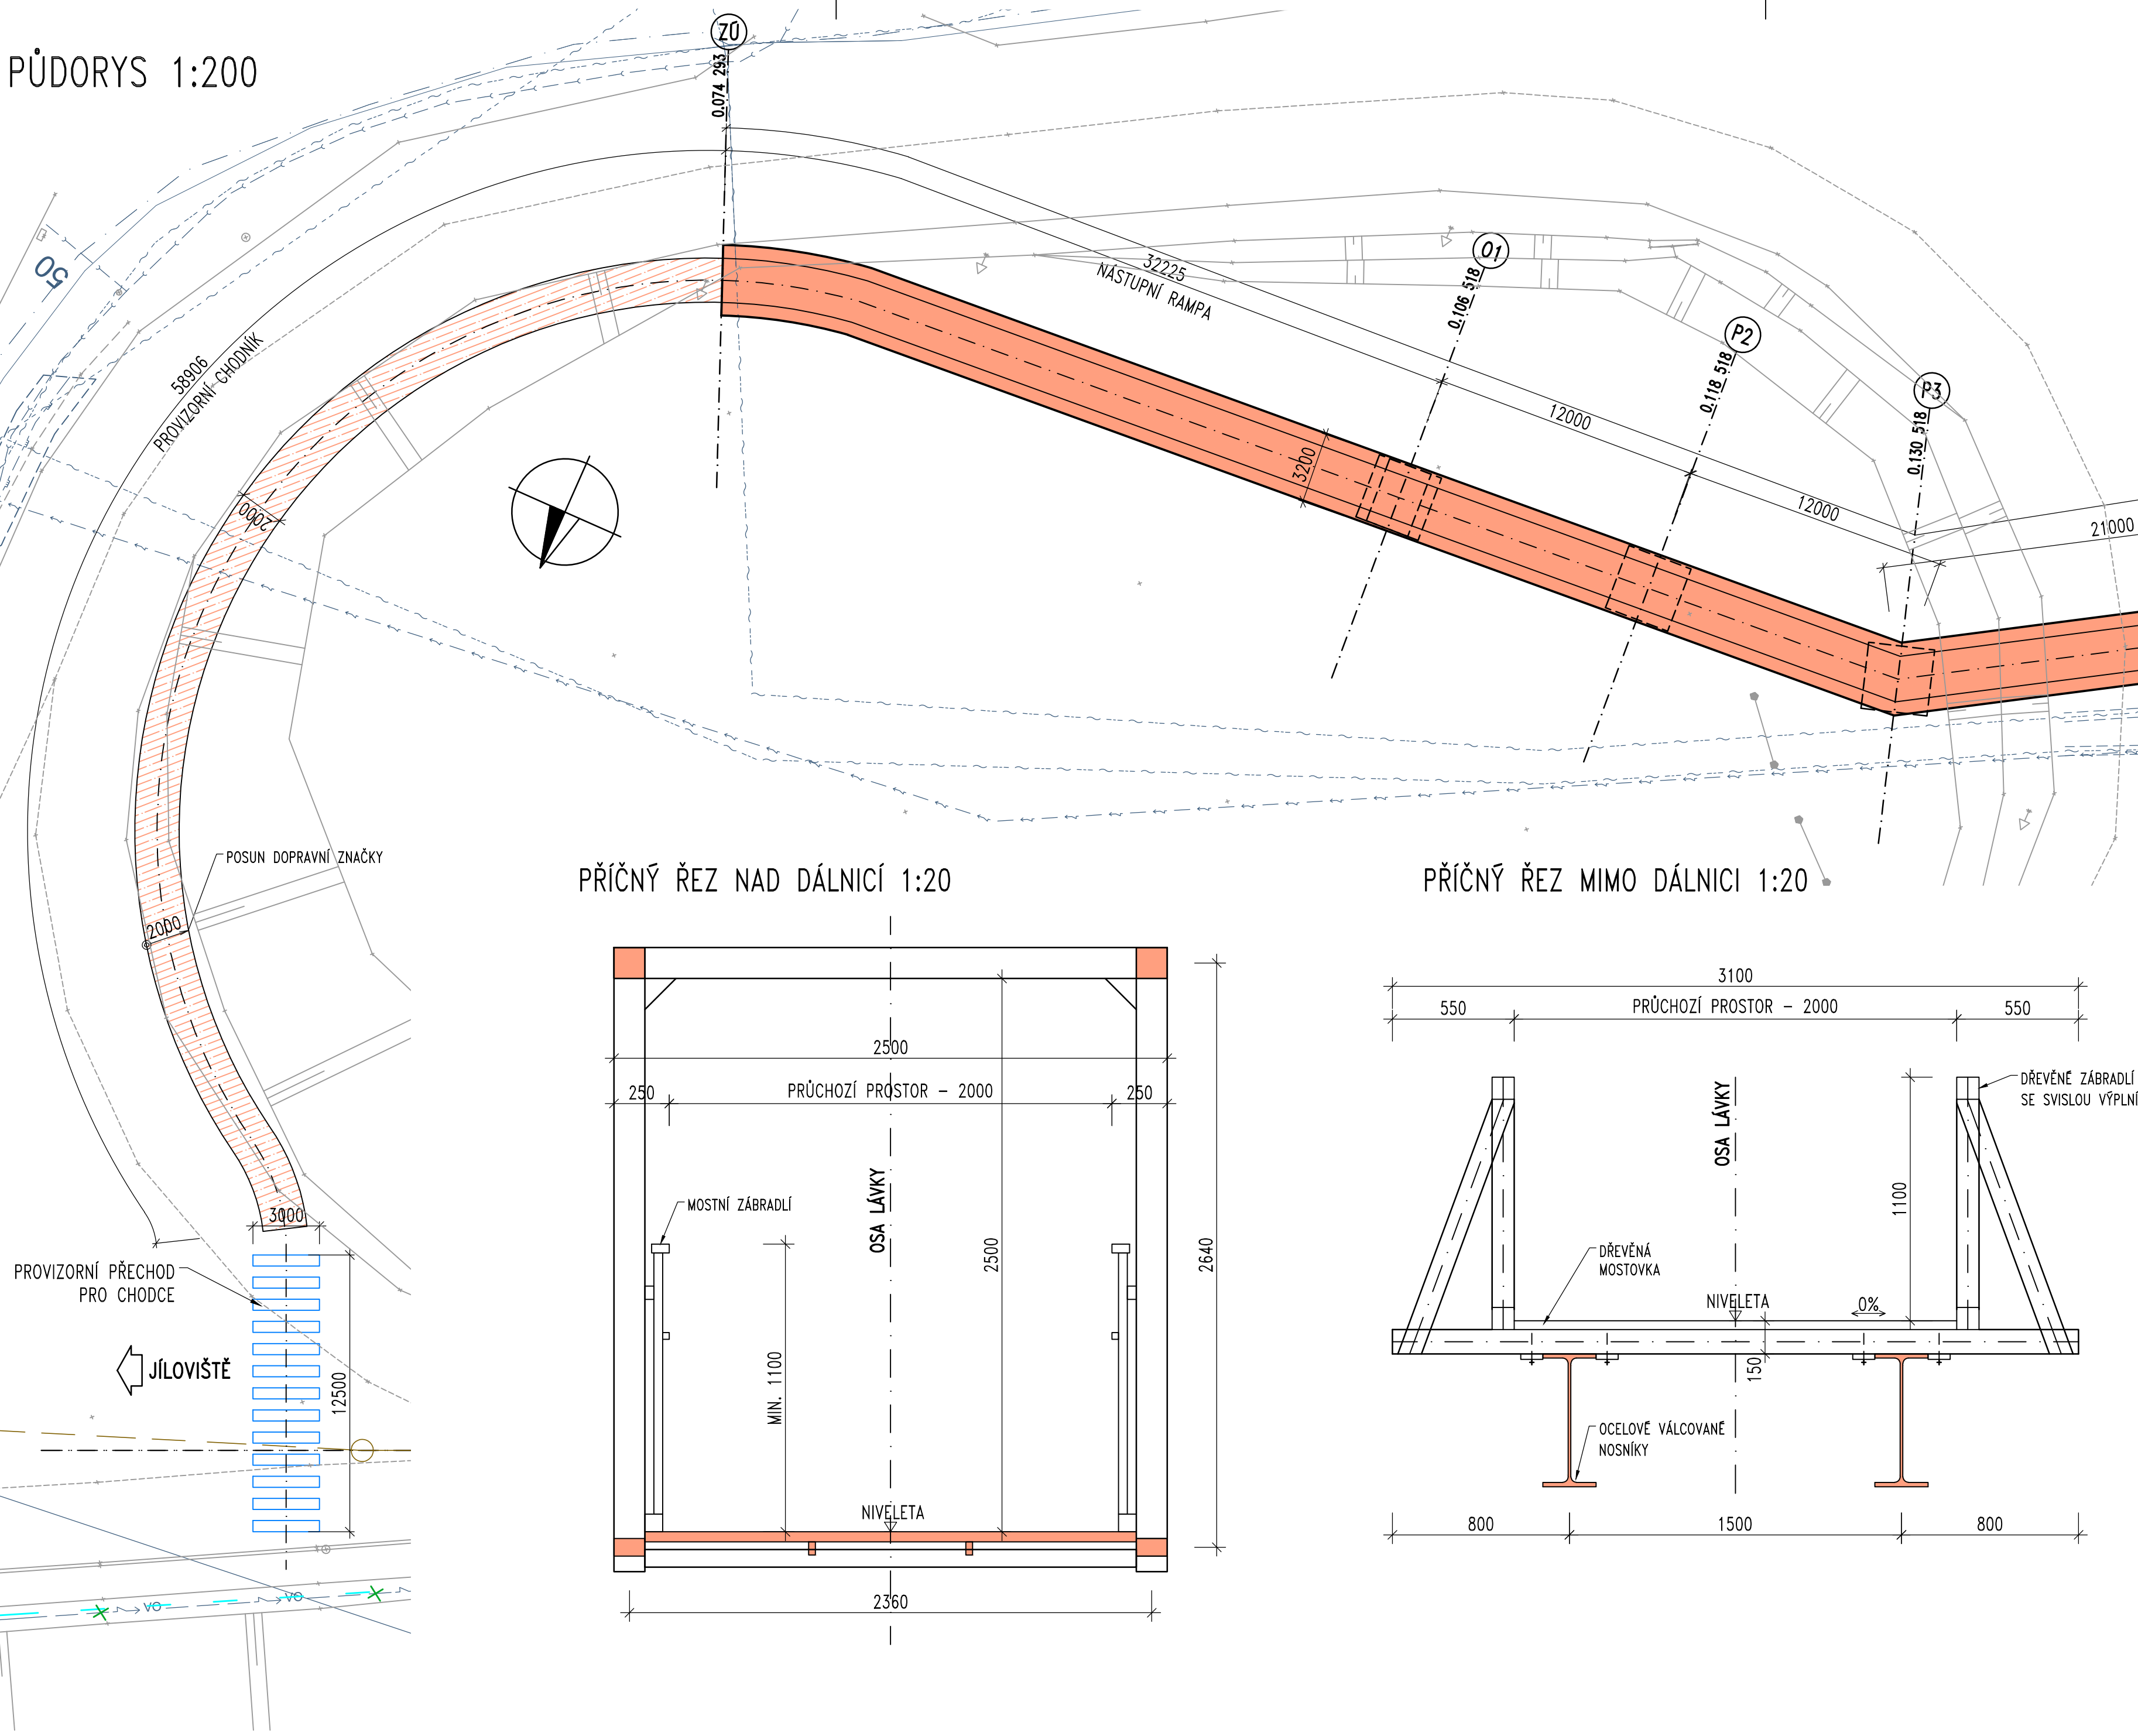 PŮDORYS 1:200
ZÚ
0.074 293
50
58906
PROVIZORNÍ CHODNÍK
32225
NÁSTUPNÍ RAMPA
O1
0.106 518
P2
0.118 518
P3
0.130 518
12000
12000
21000
3200
2000
POSUN DOPRAVNÍ ZNAČKY
2000
3000
PROVIZORNÍ PŘECHOD
PRO CHODCE
JÍLOVIŠTĚ
12500
VO
VO
PŘÍČNÝ ŘEZ NAD DÁLNICÍ 1:20
2500
250
PRŮCHOZÍ PROSTOR – 2000
250
MOSTNÍ ZÁBRADLÍ
OSA LÁVKY
2500
2640
MIN. 1100
NIVELETA
2360
PŘÍČNÝ ŘEZ MIMO DÁLNICI 1:20
3100
550
PRŮCHOZÍ PROSTOR – 2000
550
DŘEVĚNÉ ZÁBRADLÍ
SE SVISLOU VÝPLNÍ
OSA LÁVKY
1100
DŘEVĚNÁ
MOSTOVKA
NIVELETA
0%
150
OCELOVÉ VÁLCOVANÉ
NOSNÍKY
800
1500
800